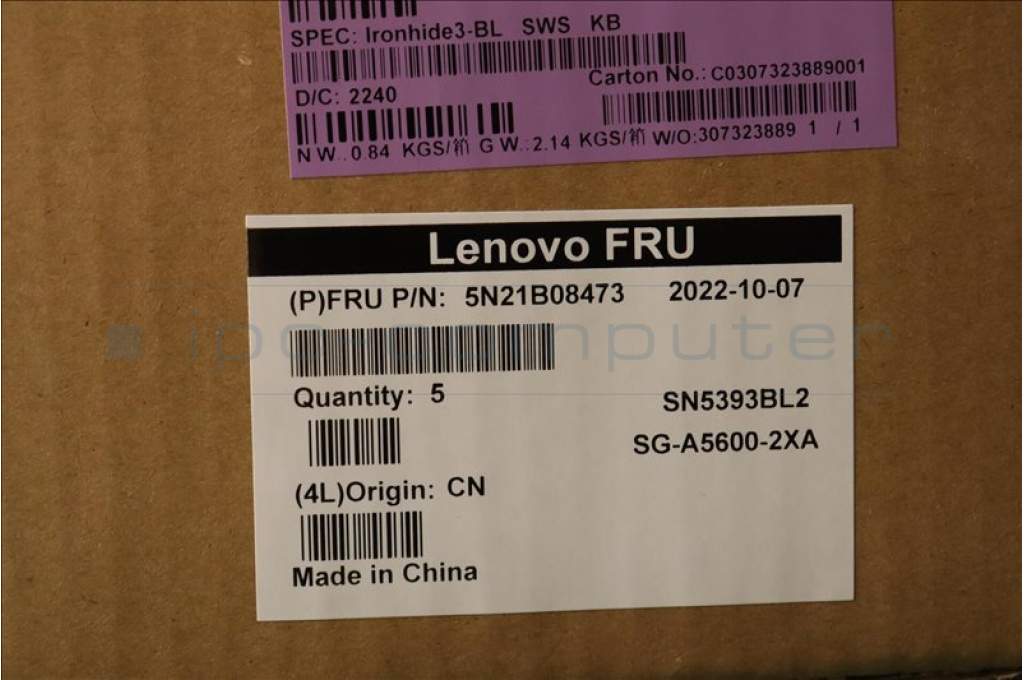 SPEC: Ironhide3-BL SWS KB
Carton No.: C0307323889001
D/C: 2240
N W.:0.84 KGS/箱 G W.:2.14 KGS/箱 W/O:307323889 1 / 1
Lenovo FRU
(P)FRU P/N: 5N21B08473 2022-10-07
ipc-computer
Quantity: 5
SN5393BL2
SG-A5600-2XA
(4L)Origin: CN
Made in China